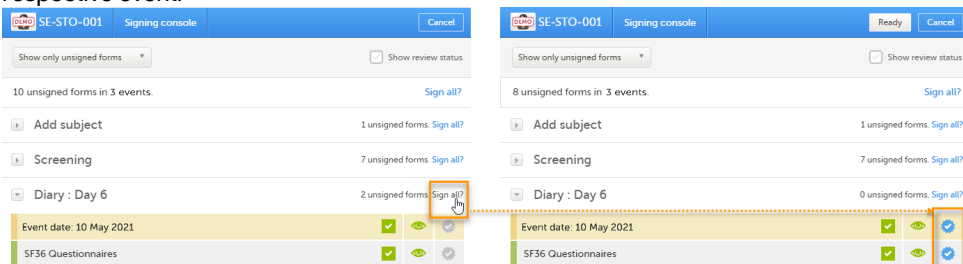 respective event.
DEMO SE-STO-001 Signing console Cancel
Show only unsigned forms Show review status
10 unsigned forms in 3 events. Sign all?
Add subject 1 unsigned forms. Sign all?
Screening 7 unsigned forms. Sign all?
Diary : Day 6 2 unsigned forms. Sign all?
Event date: 10 May 2021
SF36 Questionnaires
DEMO SE-STO-001 Signing console Ready Cancel
Show only unsigned forms Show review status
8 unsigned forms in 3 events. Sign all?
Add subject 1 unsigned forms. Sign all?
Screening 7 unsigned forms. Sign all?
Diary : Day 6 0 unsigned forms. Sign all?
Event date: 10 May 2021
SF36 Questionnaires